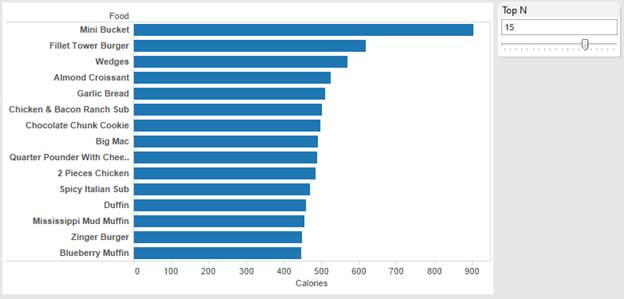 Food
Mini Bucket
Fillet Tower Burger
Wedges
Almond Croissant
Garlic Bread
Chicken & Bacon Ranch Sub
Chocolate Chunk Cookie
Big Mac
Quarter Pounder With Chee..
2 Pieces Chicken
Spicy Italian Sub
Duffin
Mississippi Mud Muffin
Zinger Burger
Blueberry Muffin
0 100 200 300 400 500 600 700 800 900
Calories
Top N
15